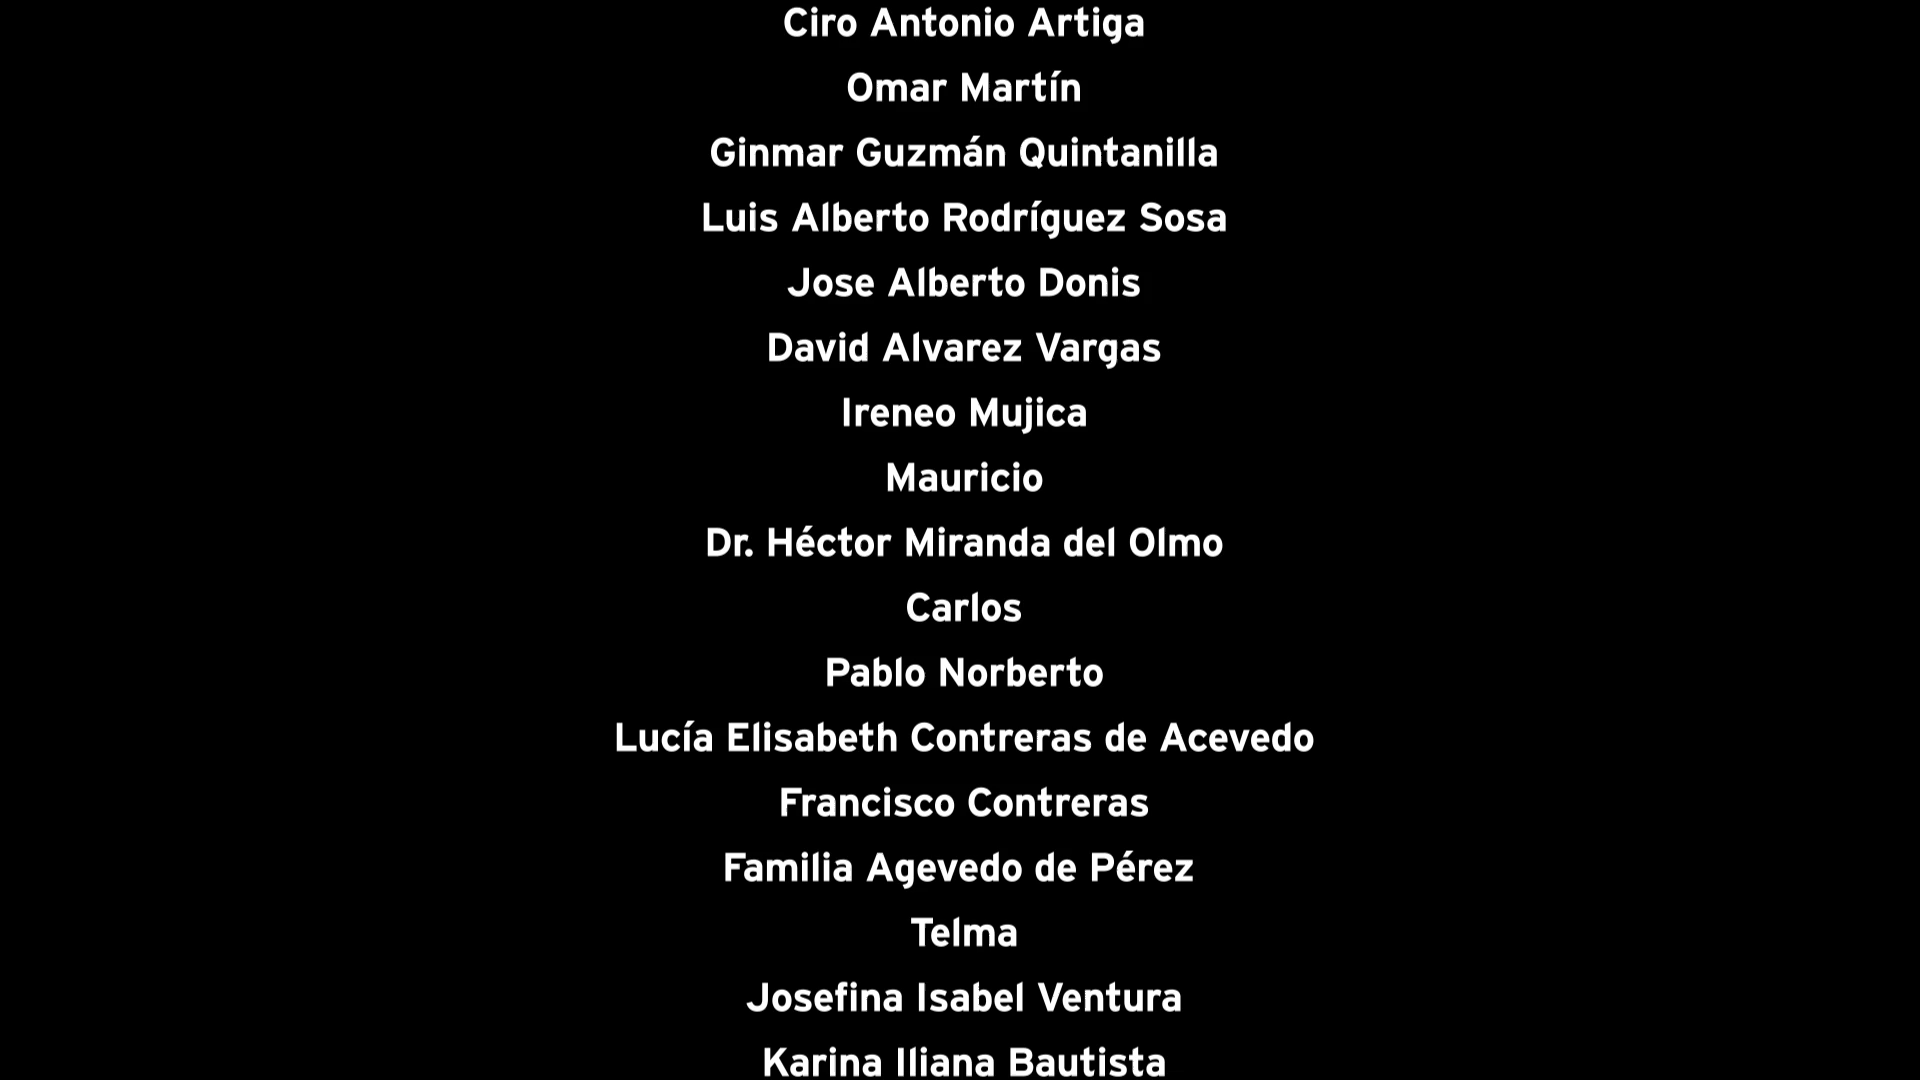 Ciro Antonio Artiga
Omar Martín
Ginmar Guzmán Quintanilla
Luis Alberto Rodríguez Sosa
Jose Alberto Donis
David Alvarez Vargas
Ireneo Mujica
Mauricio
Dr. Héctor Miranda del Olmo
Carlos
Pablo Norberto
Lucía Elisabeth Contreras de Acevedo
Francisco Contreras
Familia Agevedo de Pérez
Telma
Josefina Isabel Ventura
Karina Iliana Bautista